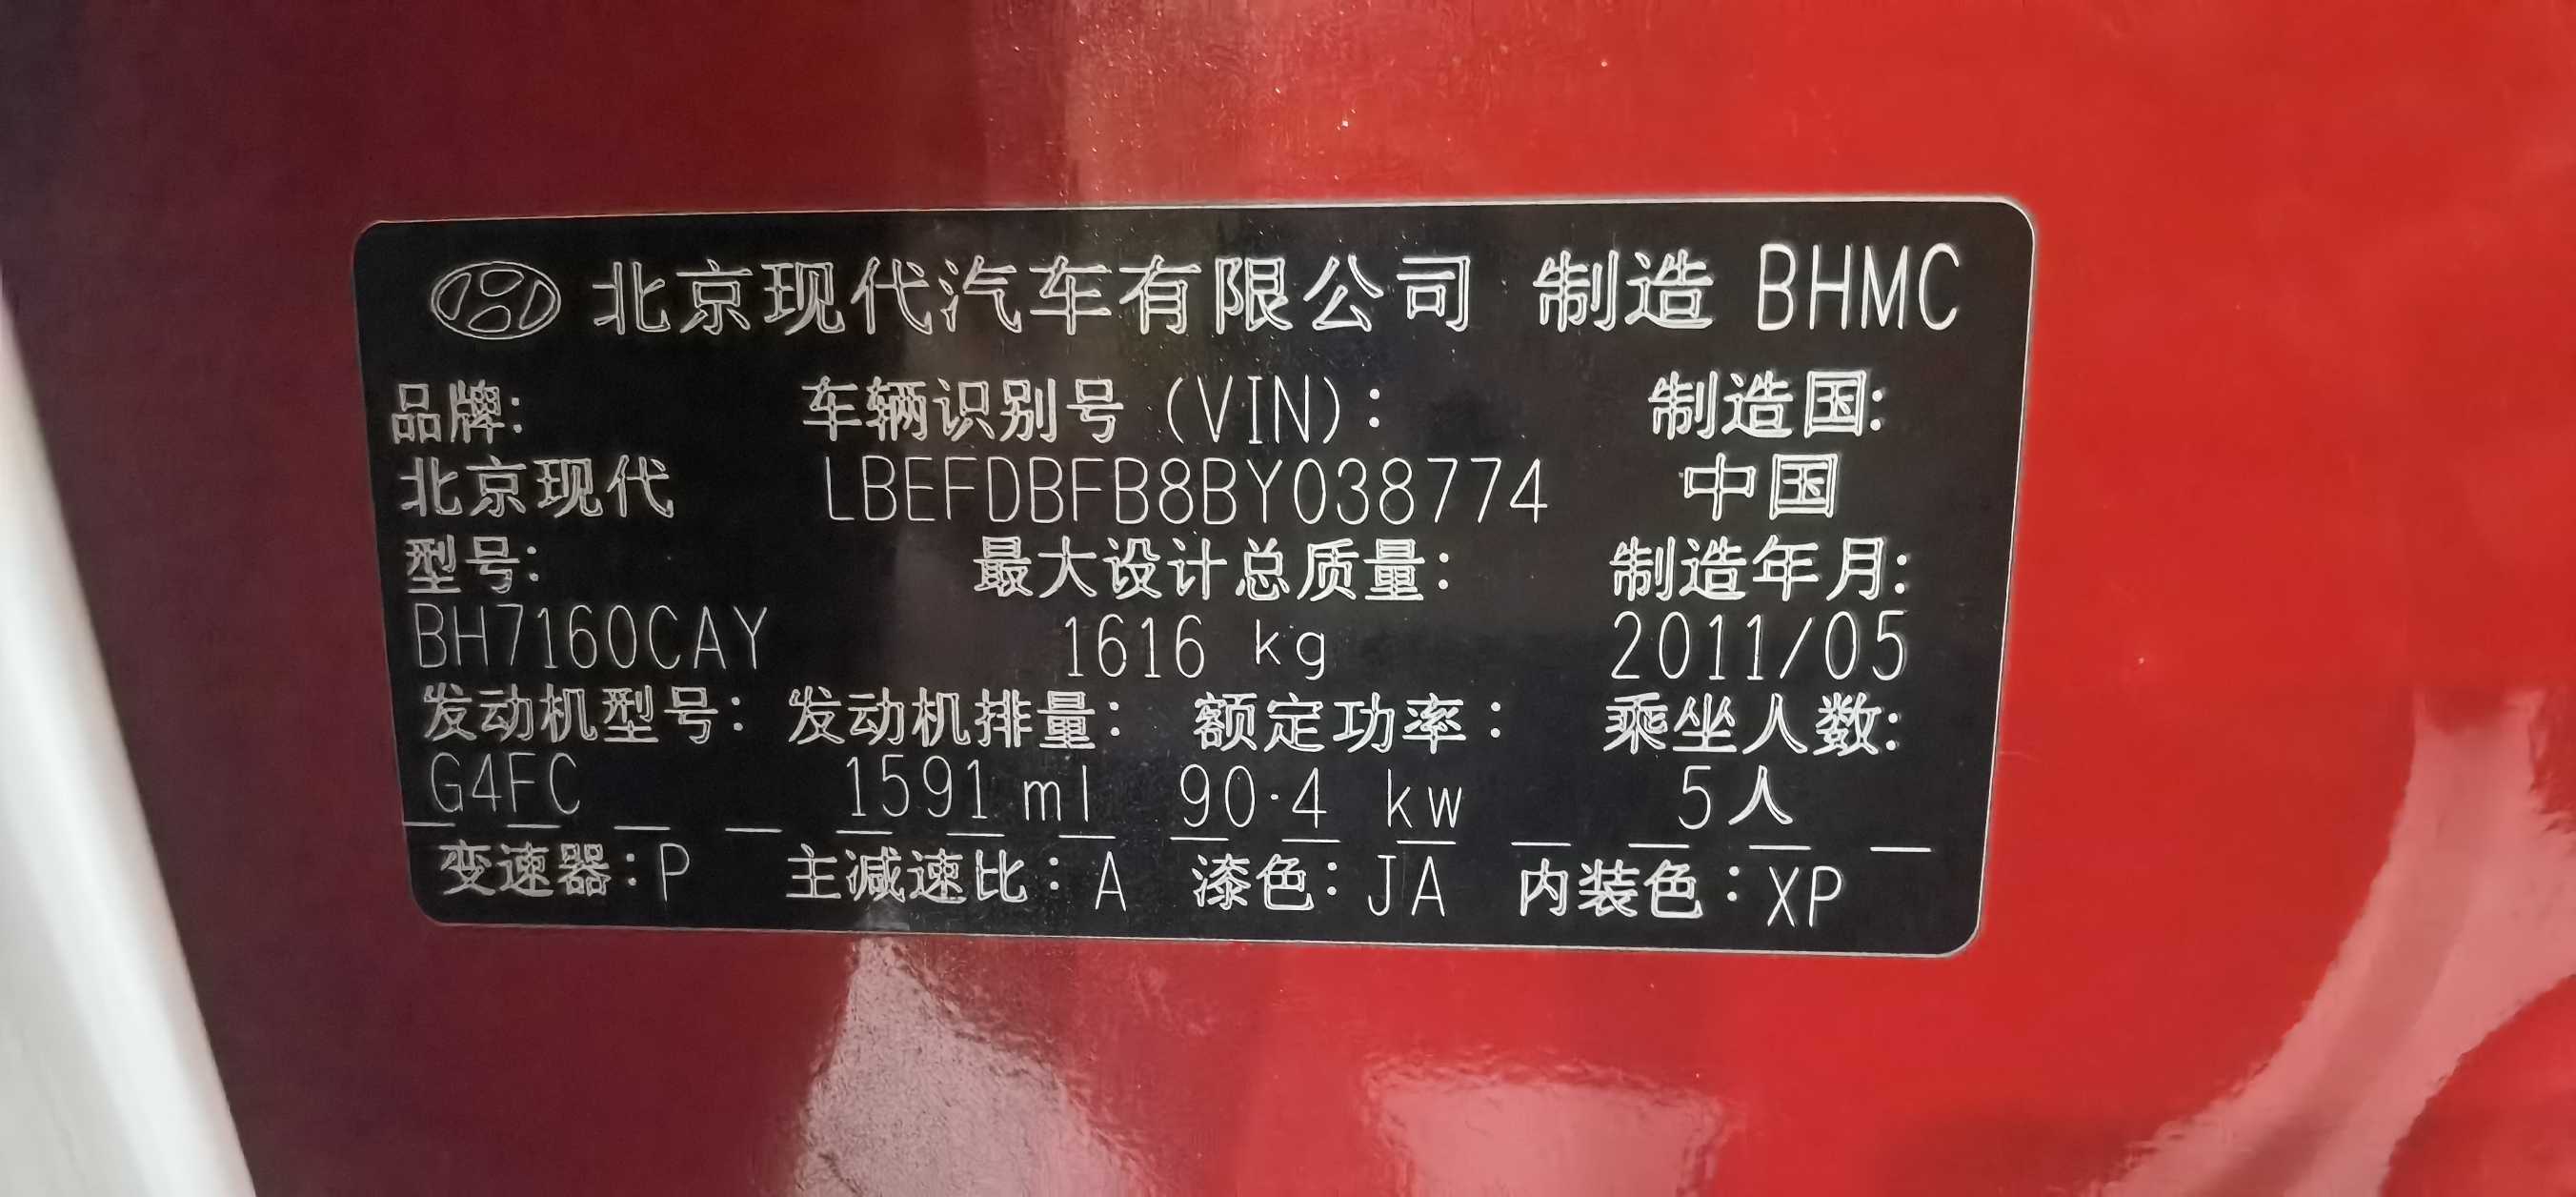 北京现代汽车有限公司 制造 BHMC
品牌: 车辆识别号 (VIN): 制造国:
北京现代 LBEFDBFB8BY038774 中国
型号: 最大设计总质量: 制造年月:
BH7160CAY 1616 kg 2011/05
发动机型号: 发动机排量: 额定功率: 乘坐人数:
G4FC 1591 ml 90.4 kw 5人
变速器:P 主减速比:A 漆色:JA 内装色:XP